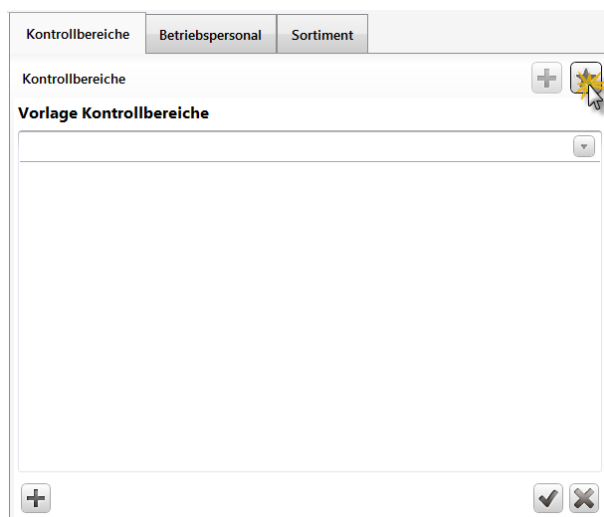 Kontrollbereiche Betriebspersonal Sortiment
Kontrollbereiche
Vorlage Kontrollbereiche